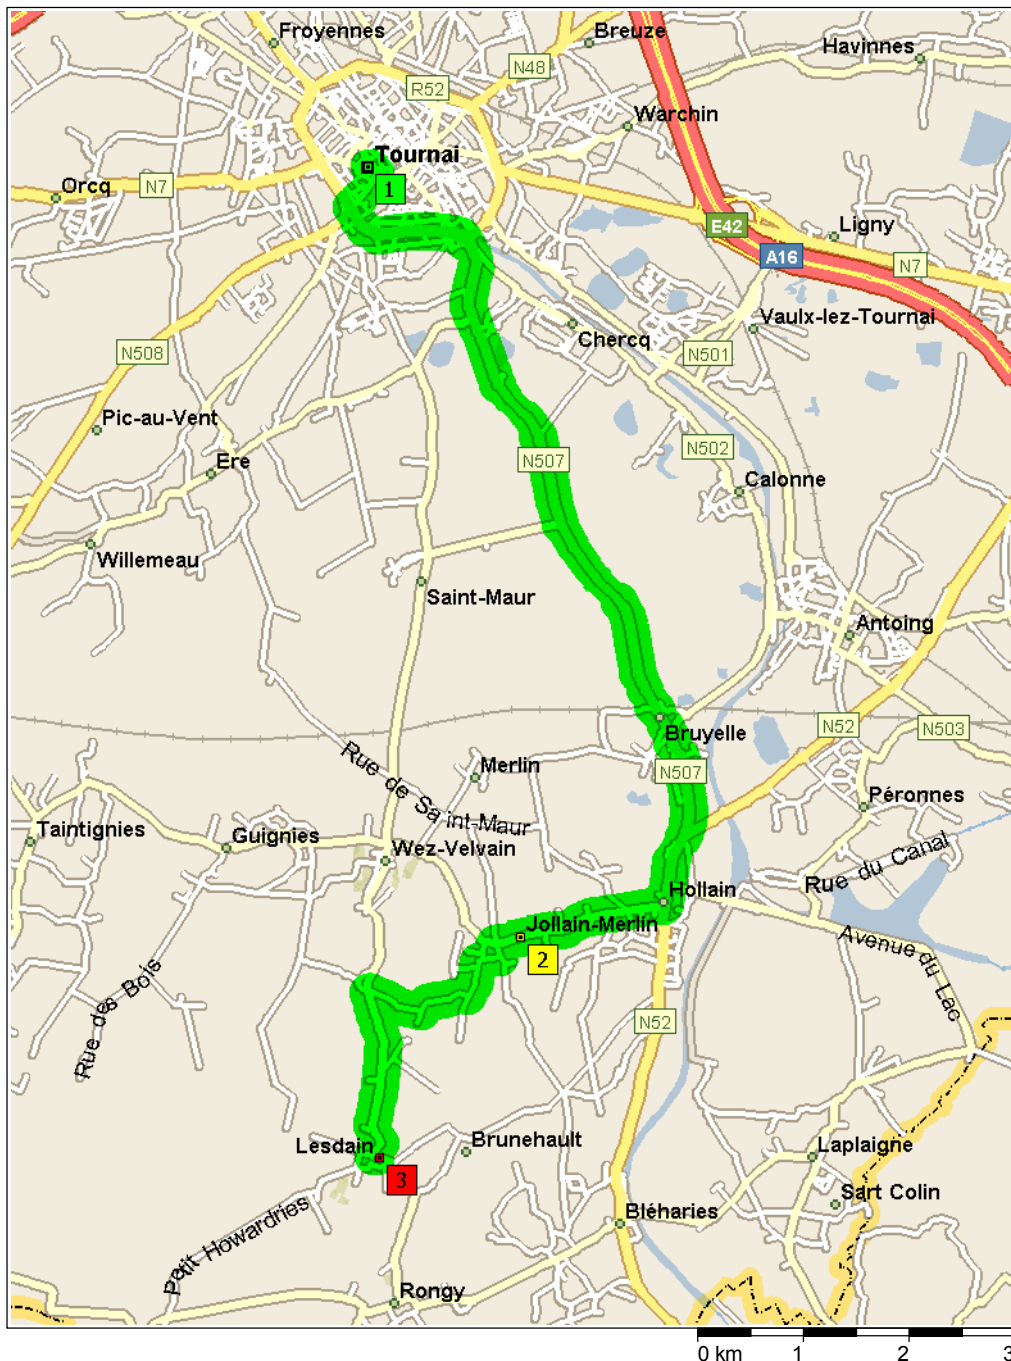 Froyennes
Breuze
Havinnes
N48
R52
Warchin
Tournai
1
Orcq
N7
E42
Ligny
A16
N7
Vaulx-lez-Tournai
Chercq
N508
N501
Pic-au-Vent
N502
Ere
N507
Calonne
Willemeau
Saint-Maur
Antoing
Bruyelle
N52
N503
Rue de Saint-Maur
Merlin
N507
Péronnes
Taintignies
Guignies
Wez-Velvain
Rue du Canal
Hollain
Jollain-Merlin
2
Avenue du Lac
Rue des Bois
N52
Lesdain
Brunehault
Laplaigne
3
Sart Colin
Petit Howardries
Bléharies
Rongy
0 km 1 2 3